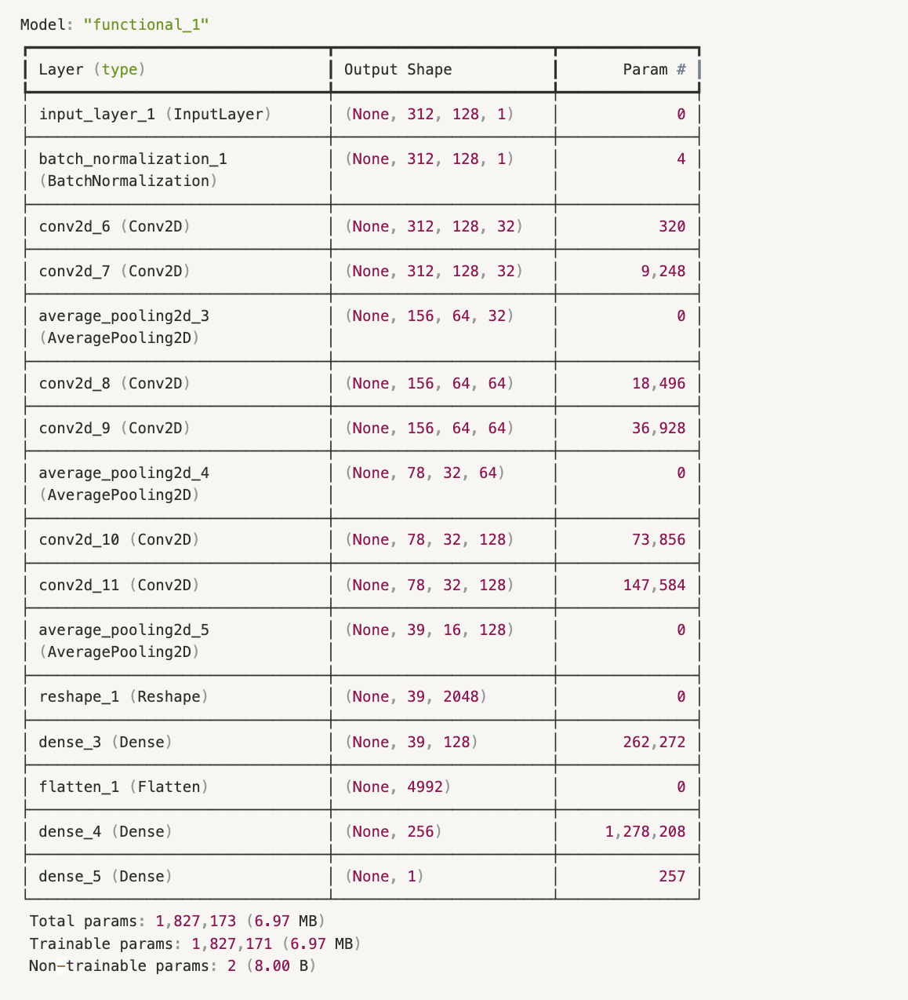 Model: "functional_1"
Layer (type) Output Shape Param #
input_layer_1 (InputLayer) (None, 312, 128, 1) 0
batch_normalization_1 (None, 312, 128, 1) 4
(BatchNormalization)
conv2d_6 (Conv2D) (None, 312, 128, 32) 320
conv2d_7 (Conv2D) (None, 312, 128, 32) 9,248
average_pooling2d_3 (None, 156, 64, 32) 0
(AveragePooling2D)
conv2d_8 (Conv2D) (None, 156, 64, 64) 18,496
conv2d_9 (Conv2D) (None, 156, 64, 64) 36,928
average_pooling2d_4 (None, 78, 32, 64) 0
(AveragePooling2D)
conv2d_10 (Conv2D) (None, 78, 32, 128) 73,856
conv2d_11 (Conv2D) (None, 78, 32, 128) 147,584
average_pooling2d_5 (None, 39, 16, 128) 0
(AveragePooling2D)
reshape_1 (Reshape) (None, 39, 2048) 0
dense_3 (Dense) (None, 39, 128) 262,272
flatten_1 (Flatten) (None, 4992) 0
dense_4 (Dense) (None, 256) 1,278,208
dense_5 (Dense) (None, 1) 257
Total params: 1,827,173 (6.97 MB)
Trainable params: 1,827,171 (6.97 MB)
Non-trainable params: 2 (8.00 B)